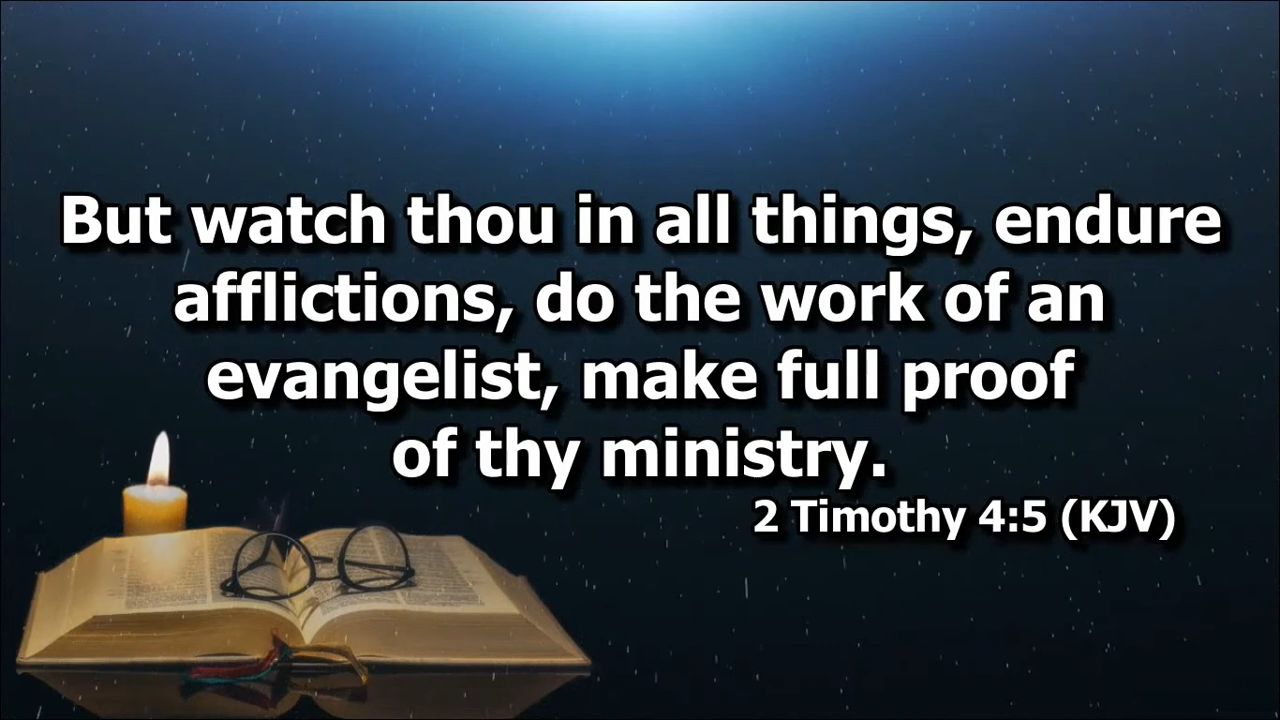 But watch thou in all things, endure
afflictions, do the work of an
evangelist, make full proof
of thy ministry.
2 Timothy 4:5 (KJV)